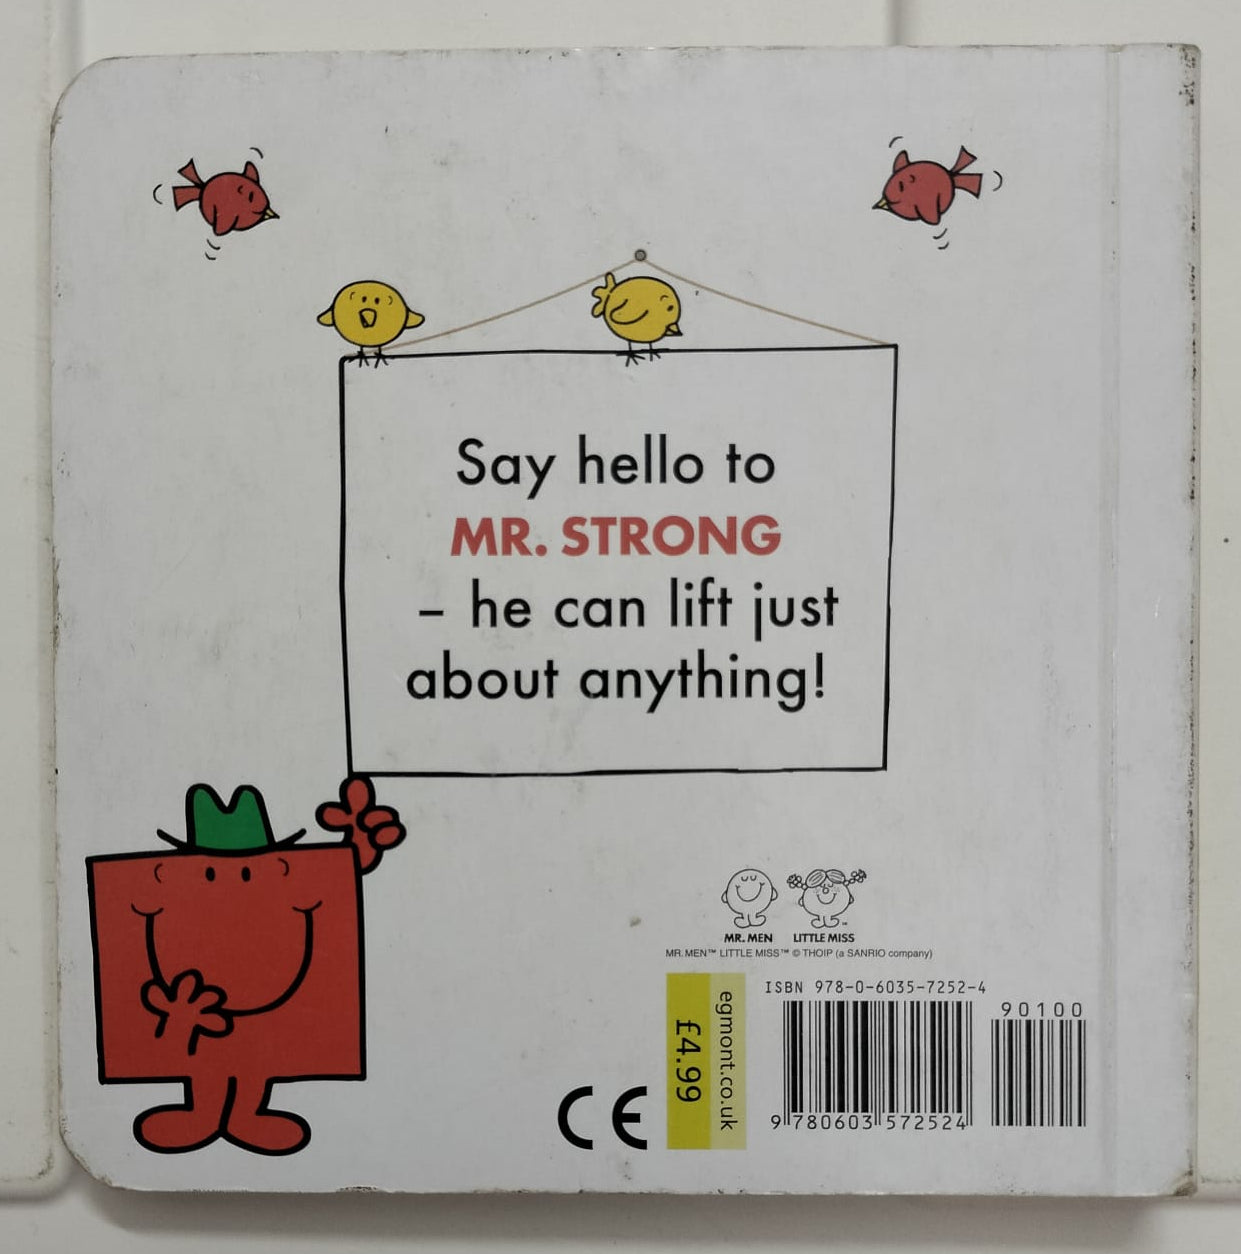 Say hello to
MR. STRONG
– he can lift just
about anything!
MR. MEN LITTLE MISS™
MR. MEN™ LITTLE MISS™ © THOIP (a SANRIO company)
egmont.co.uk
£4.99
ISBN 978-0-6035-7252-4
90100
9 780603 572524
CE